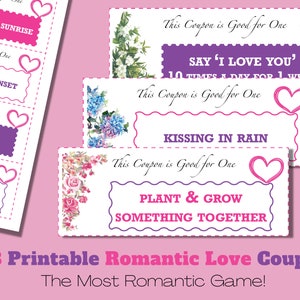 SUNRISE
This Coupon is Good for One
SAY 'I LOVE YOU'
10 TIMES A DAY FOR 1 W
This Coupon is Good for One
KISSING IN RAIN
This Coupon is Good for One
PLANT & GROW
SOMETHING TOGETHER
Printable Romantic Love Coup
The Most Romantic Game!